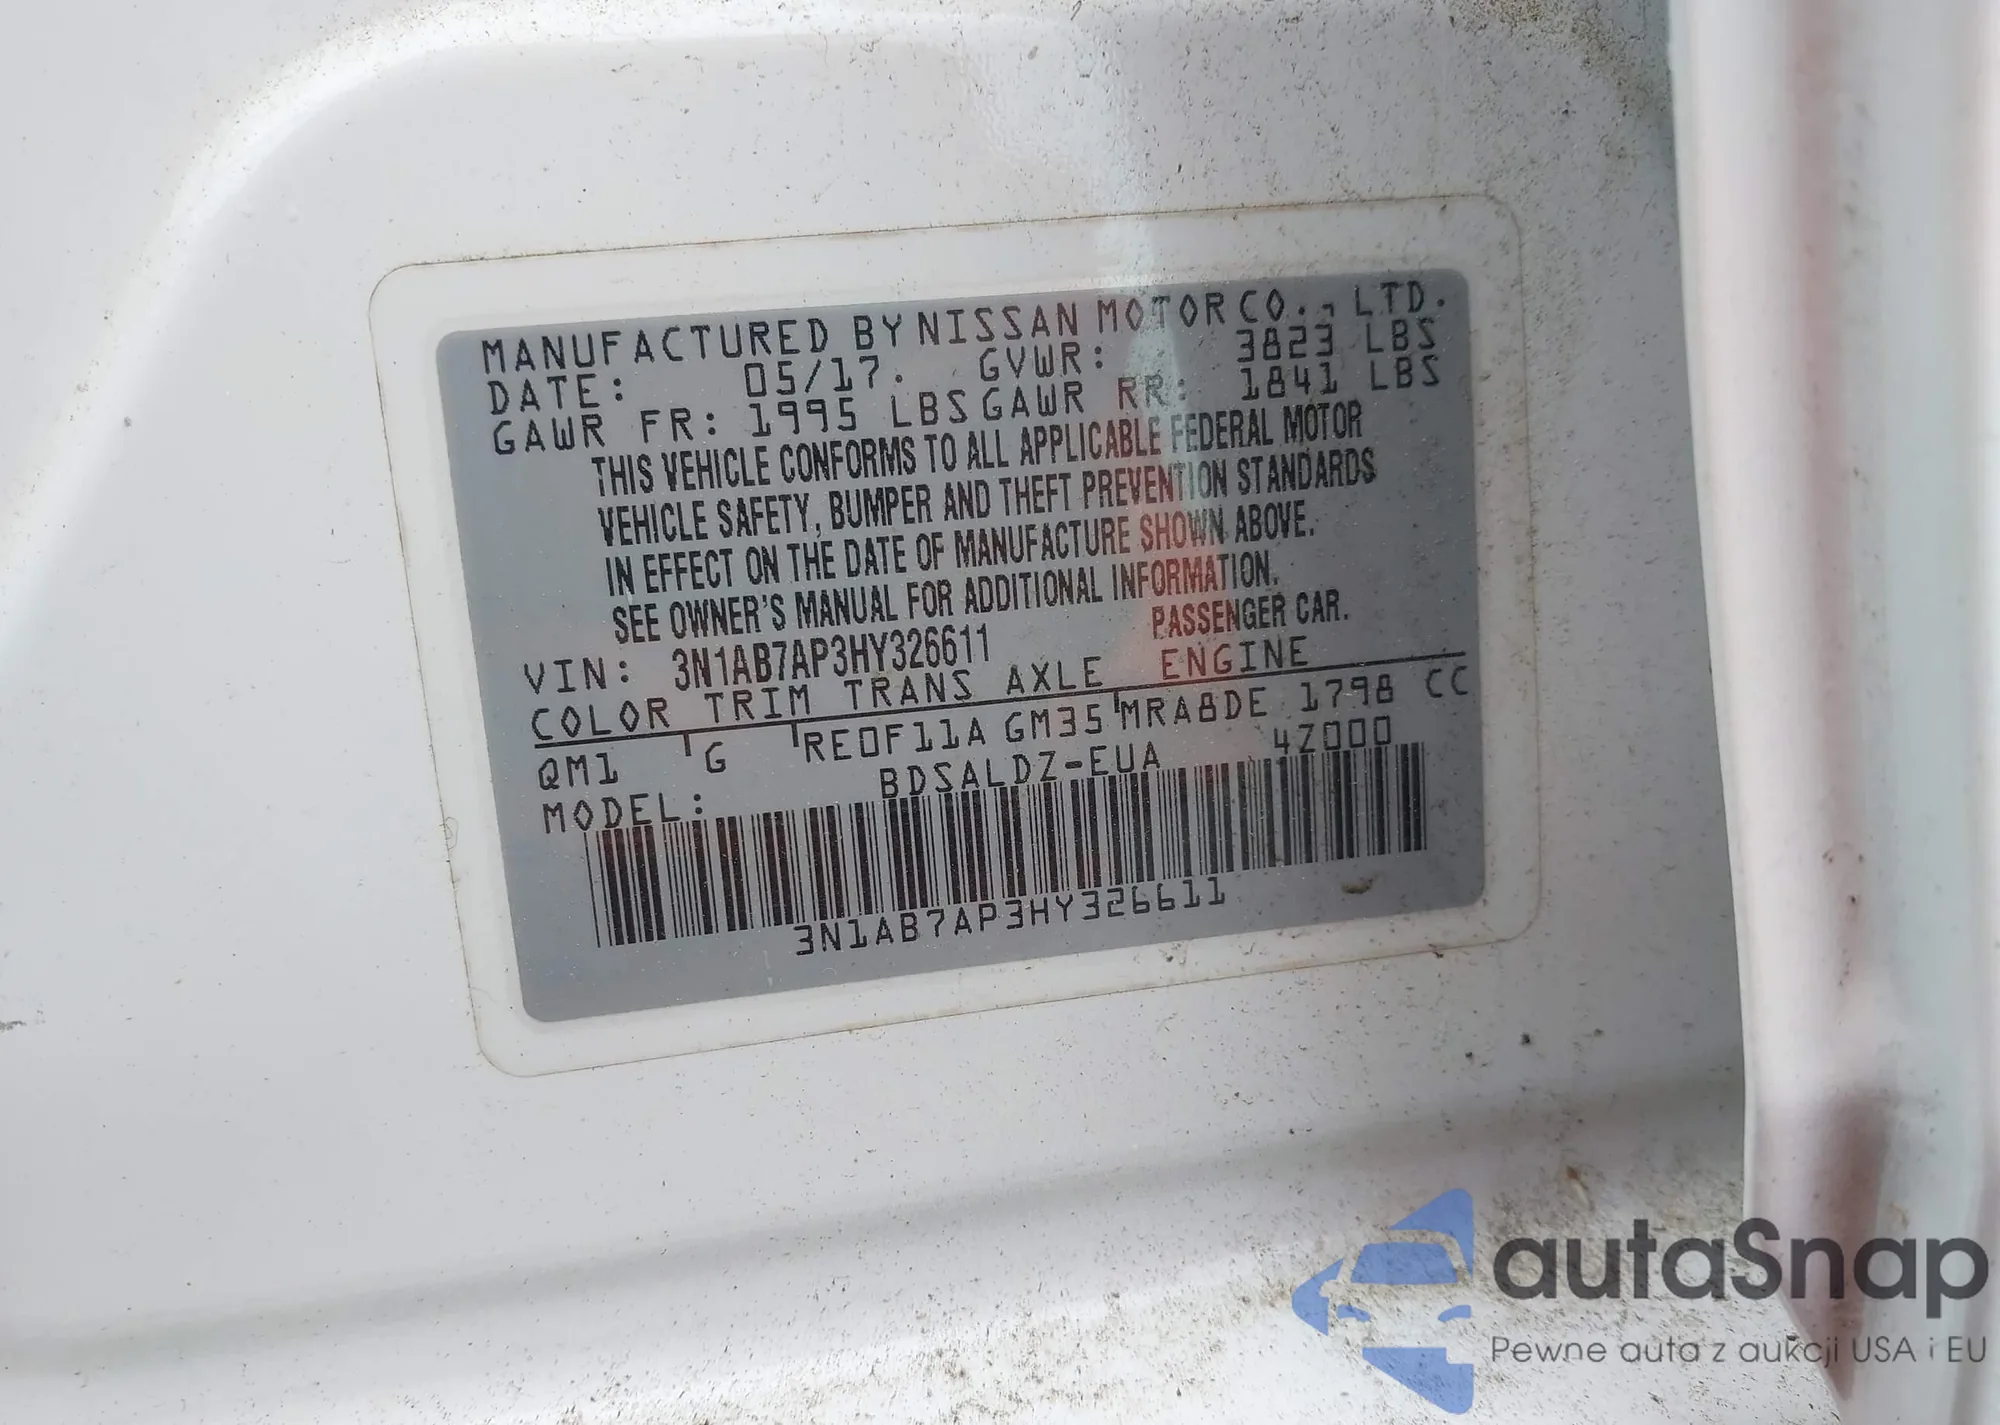 MANUFACTURED BY NISSAN MOTOR CO., LTD.
DATE: 05/17. GVWR: 3823 LBS
GAWR FR: 1995 LBS GAWR RR: 1841 LBS
THIS VEHICLE CONFORMS TO ALL APPLICABLE FEDERAL MOTOR
VEHICLE SAFETY, BUMPER AND THEFT PREVENTION STANDARDS
IN EFFECT ON THE DATE OF MANUFACTURE SHOWN ABOVE.
SEE OWNER'S MANUAL FOR ADDITIONAL INFORMATION.
VIN: 3N1AB7AP3HY326611 PASSENGER CAR.
COLOR TRIM TRANS AXLE ENGINE
QM1 G RE0F11A GM35 MRA8DE 1798 CC
MODEL: BDSALDZ-EUA 4Z000
3N1AB7AP3HY326611
autaSnap
Pewne auta z aukcji USA i EU